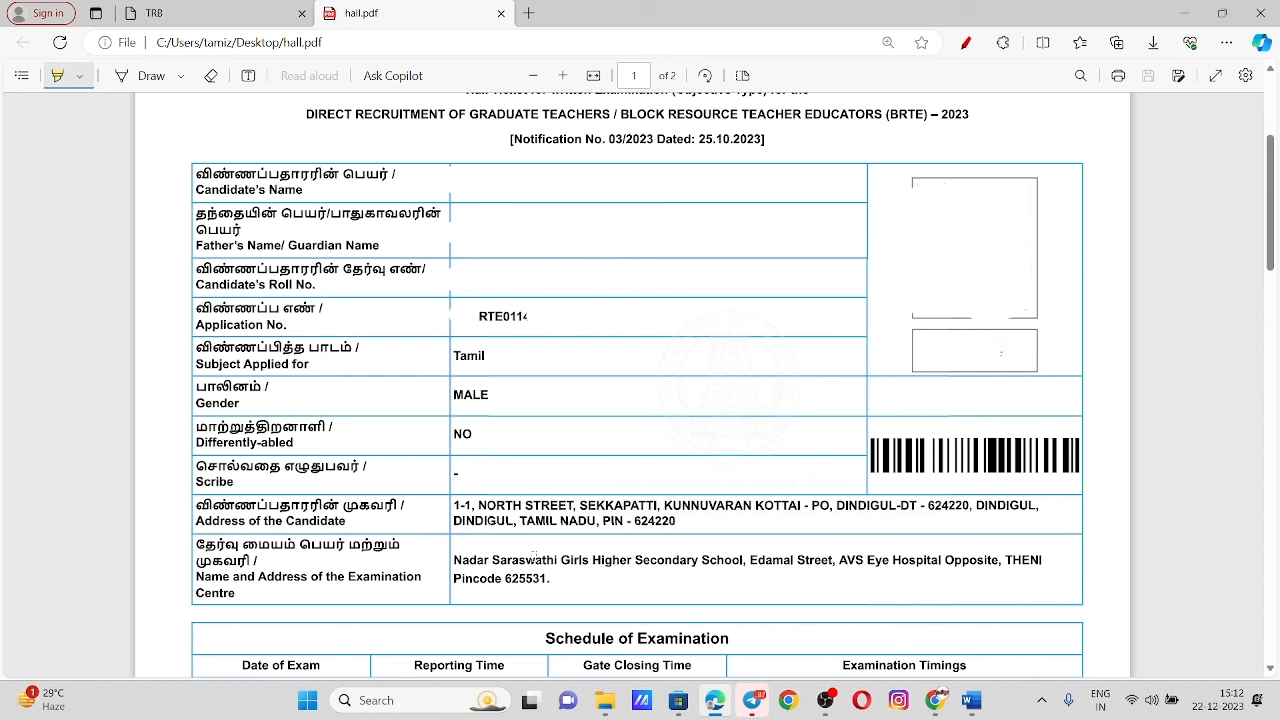 Sign in
TRB
hall.pdf
File
C:/Users/mizba/Downloads/hall.pdf
Draw
Read aloud
Ask Copilot
1
of 2
DIRECT RECRUITMENT OF GRADUATE TEACHERS / BLOCK RESOURCE TEACHER EDUCATORS (BRTE) – 2023
[Notification No. 03/2023 Dated: 25.10.2023]
விண்ணப்பதாரரின் பெயர் /
Candidate's Name
தந்தையின் பெயர்/பாதுகாவலரின்
பெயர்
Father's Name/ Guardian Name
விண்ணப்பதாரரின் தேர்வு எண்/
Candidate's Roll No.
விண்ணப்ப எண் /
Application No.
RTE0114
விண்ணப்பித்த பாடம் /
Subject Applied for
Tamil
பாலினம் /
Gender
MALE
மாற்றுத்திறனாளி /
Differently-abled
NO
சொல்வதை எழுதுபவர் /
Scribe
-
விண்ணப்பதாரரின் முகவரி /
Address of the Candidate
1-1, NORTH STREET, SEKKAPATTI, KUNNUVARAN KOTTAI - PO, DINDIGUL-DT - 624220, DINDIGUL,
DINDIGUL, TAMIL NADU, PIN - 624220
தேர்வு மையம் பெயர் மற்றும்
முகவரி /
Name and Address of the Examination
Centre
Nadar Saraswathi Girls Higher Secondary School, Edamal Street, AVS Eye Hospital Opposite, THENI
Pincode 625531.
Schedule of Examination
Date of Exam
Reporting Time
Gate Closing Time
Examination Timings
29°C
Haze
Search
ENG
IN
15:12
22-12-2023